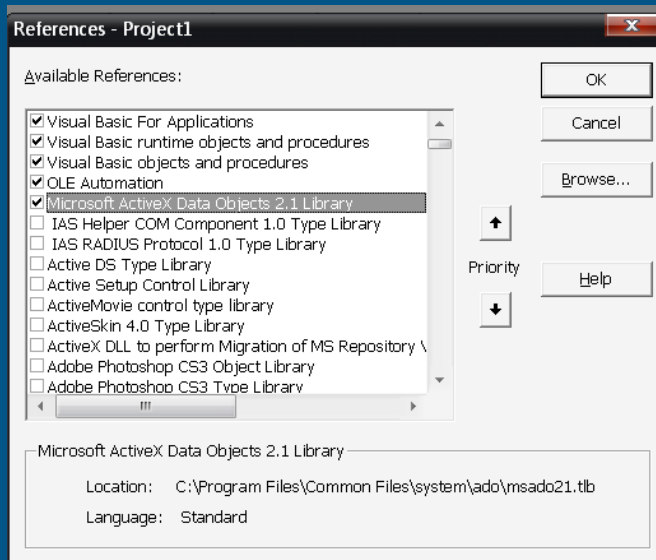 References - Project1
Available References:
Visual Basic For Applications
Visual Basic runtime objects and procedures
Visual Basic objects and procedures
OLE Automation
Microsoft ActiveX Data Objects 2.1 Library
IAS Helper COM Component 1.0 Type Library
IAS RADIUS Protocol 1.0 Type Library
Active DS Type Library
Active Setup Control Library
ActiveMovie control type library
ActiveSkin 4.0 Type Library
ActiveX DLL to perform Migration of MS Repository \
Adobe Photoshop CS3 Object Library
Adobe Photoshop CS3 Type Library
OK
Cancel
Browse...
Priority
Help
Microsoft ActiveX Data Objects 2.1 Library
Location: C:\Program Files\Common Files\system\ado\msado21.tlb
Language: Standard